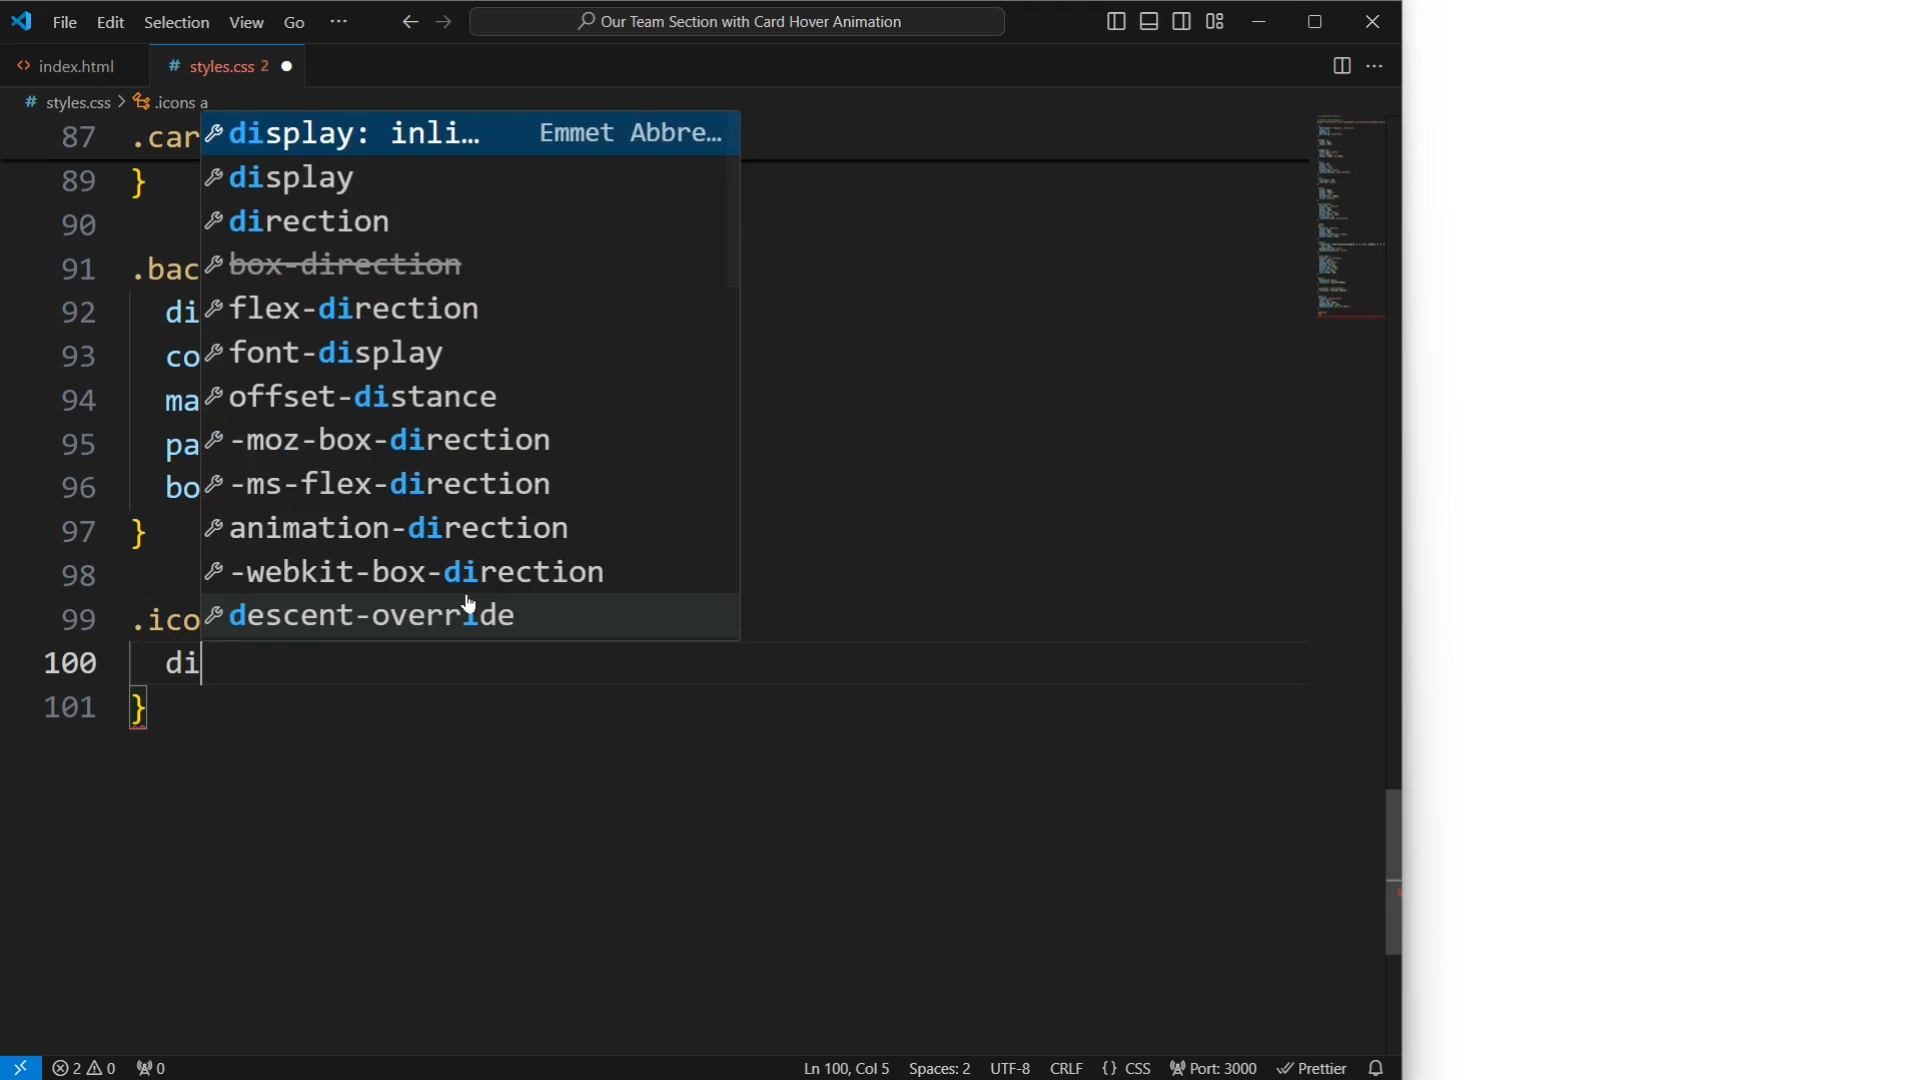 File Edit Selection View Go ··· Our Team Section with Card Hover Animation
<> index.html # styles.css 2
# styles.css > .icons a
87 .car
display: inli… Emmet Abbre…
89 }
display
90
direction
91 .bac
box-direction
92 di
flex-direction
93 co
font-display
94 ma
offset-distance
95 pa
-moz-box-direction
96 bo
-ms-flex-direction
97 }
animation-direction
98
-webkit-box-direction
99 .ico
descent-override
100 di
101 }
2 0 0 Ln 100, Col 5 Spaces: 2 UTF-8 CRLF {} CSS Port: 3000 Prettier